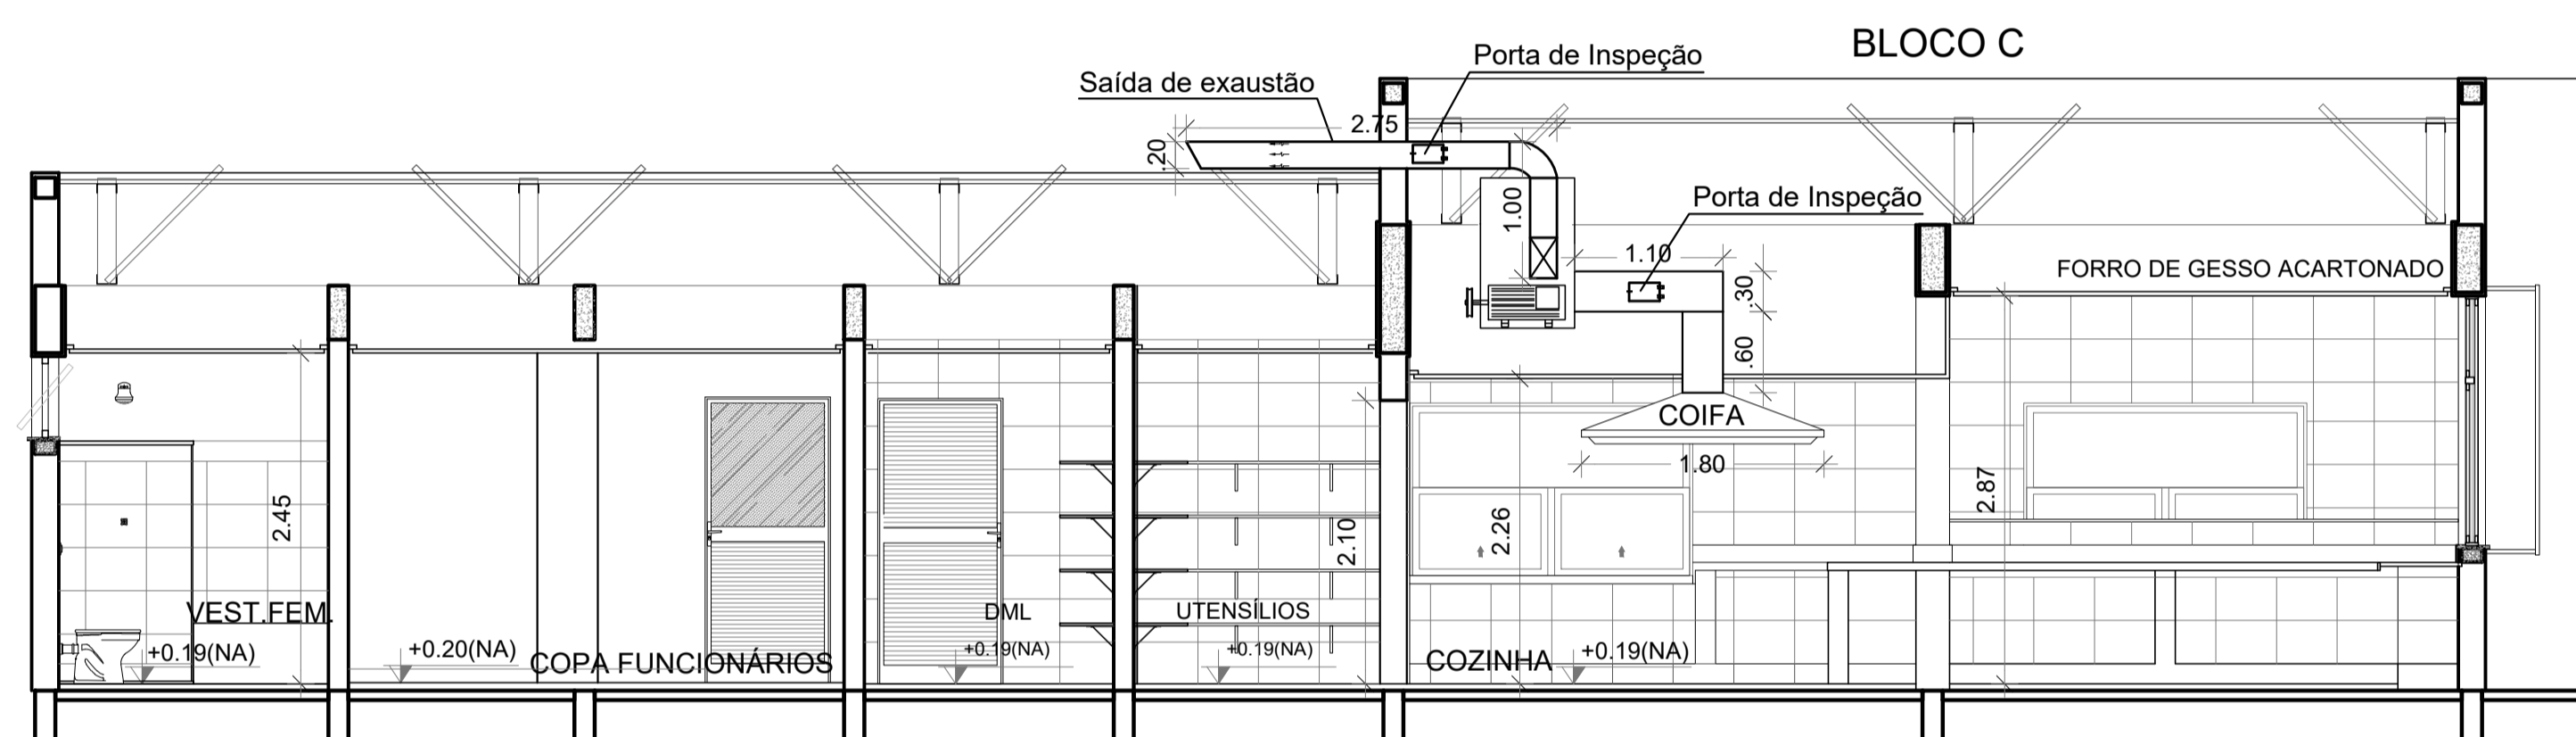 BLOCO C
Porta de Inspeção
Saída de exaustão
2.75
.20
1.00
Porta de Inspeção
1.10
.30
FORRO DE GESSO ACARTONADO
.60
COIFA
1.80
2.45
2.10
2.26
2.87
VEST.FEM.
DML
UTENSÍLIOS
+0.19(NA)
+0.20(NA)
COPA FUNCIONÁRIOS
+0.19(NA)
+0.19(NA)
COZINHA
+0.19(NA)